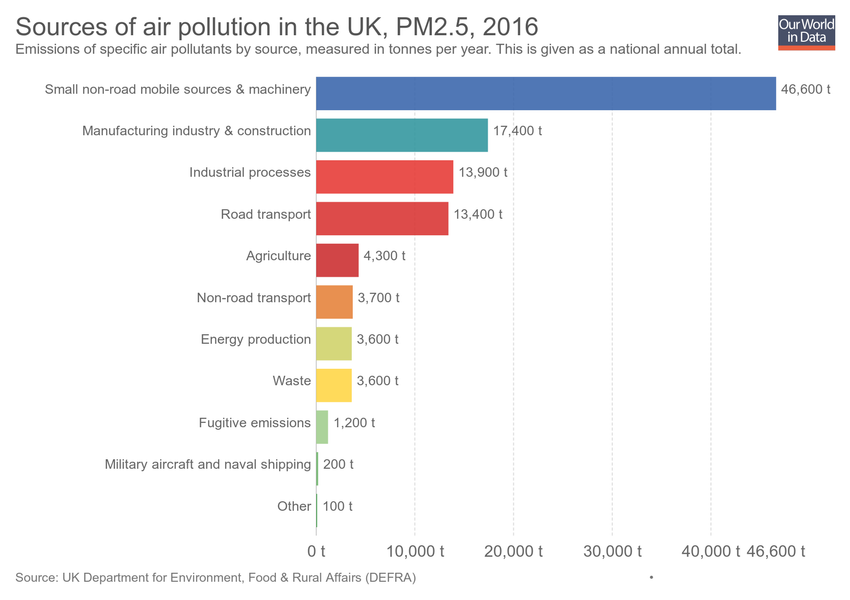 Sources of air pollution in the UK, PM2.5, 2016
Our World
in Data
Emissions of specific air pollutants by source, measured in tonnes per year. This is given as a national annual total.
Small non-road mobile sources & machinery 46,600 t
Manufacturing industry & construction 17,400 t
Industrial processes 13,900 t
Road transport 13,400 t
Agriculture 4,300 t
Non-road transport 3,700 t
Energy production 3,600 t
Waste 3,600 t
Fugitive emissions 1,200 t
Military aircraft and naval shipping 200 t
Other 100 t
0 t 10,000 t 20,000 t 30,000 t 40,000 t 46,600 t
Source: UK Department for Environment, Food & Rural Affairs (DEFRA) •